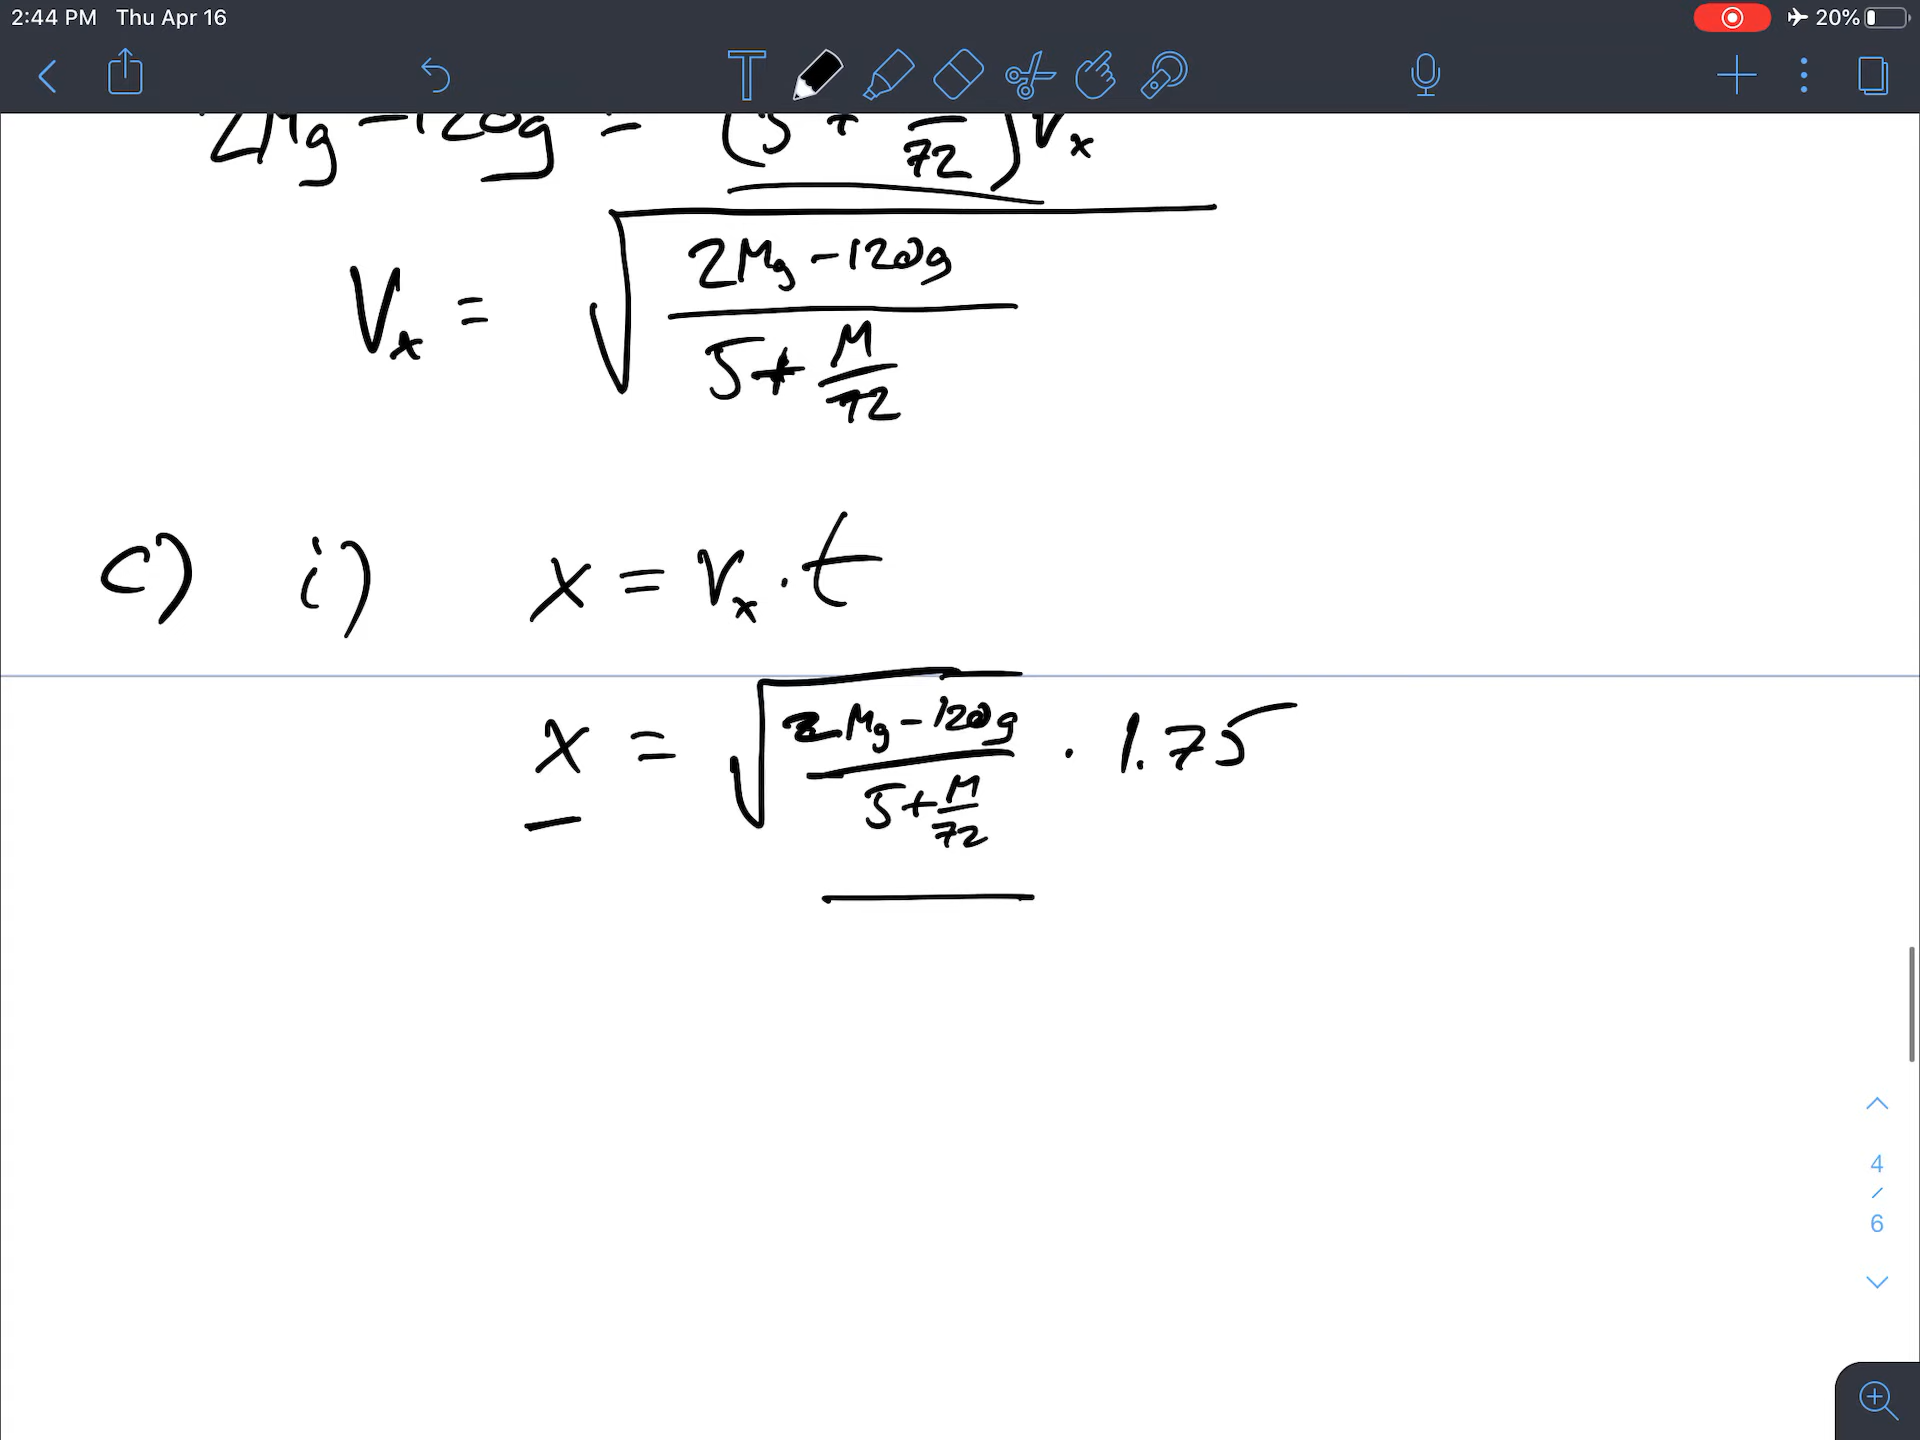 2:44 PM Thu Apr 16 20%
2Mg - 120g = (5 + /72) Vx
Vx = √((2Mg - 120g)/(5 + M/72))
c) i) x = Vx · t
x = √((2Mg - 120g)/(5 + M/72)) · 1.75
4
/
6